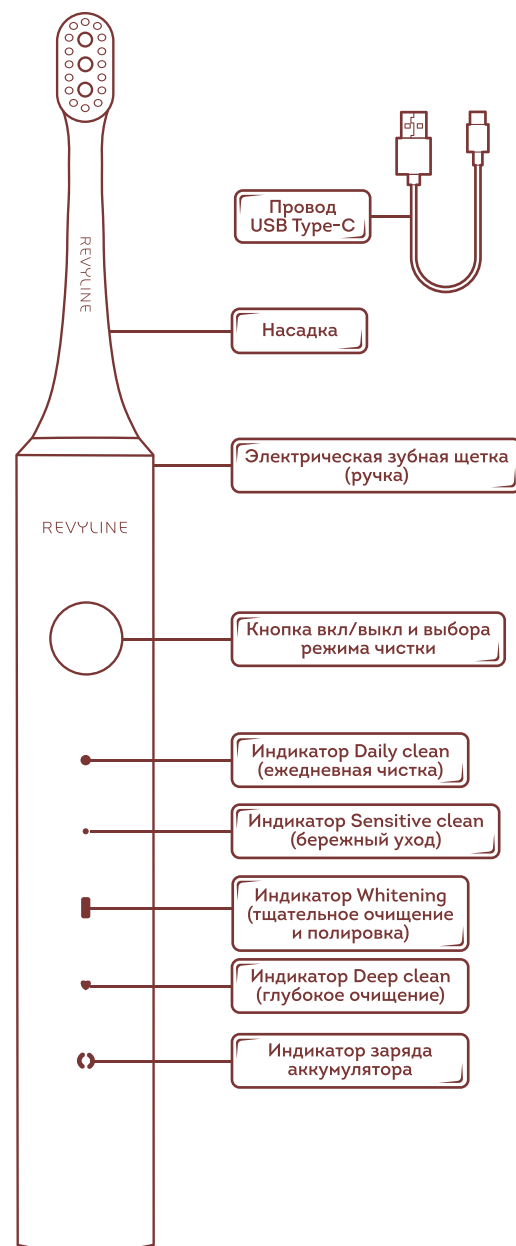 Провод
USB Type-C
REVYLINE
Насадка
Электрическая зубная щетка
(ручка)
REVYLINE
Кнопка вкл/выкл и выбора
режима чистки
Индикатор Daily clean
(ежедневная чистка)
Индикатор Sensitive clean
(бережный уход)
Индикатор Whitening
(тщательное очищение
и полировка)
Индикатор Deep clean
(глубокое очищение)
Индикатор заряда
аккумулятора